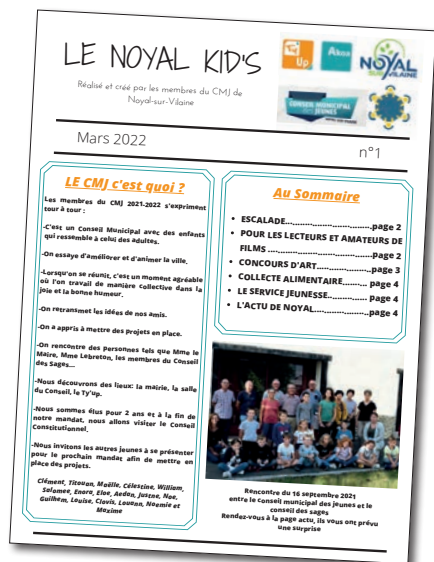 LE NOYAL KID'S
Réalisé et créé par les membres du CMJ de
Noyal-sur-Vilaine
Up
NOYAL
SUR VILAINE
CONSEIL MUNICIPAL
Mars 2022
n°1
LE CMJ c'est quoi ?
Les membres du CMJ 2021-2022 s'expriment
tour à tour :
-C'est un Conseil Municipal avec des enfants
qui ressemble à celui des adultes.
-On essaye d'améliorer et d'animer la ville.
-Lorsqu'on se réunit, c'est un moment agréable
où l'on travaille de manière collective dans la
joie et la bonne humeur.
-On retransmet les idées de nos amis.
-On a appris à mettre des projets en place.
-On rencontre des personnes tels que Mme le
Maire, Mme Lebreton, les membres du Conseil
des Sages...
-Nous découvrons des lieux: la mairie, la salle
du Conseil, le Ty'Up.
-Nous sommes élus pour 2 ans et à la fin de
notre mandat, nous allons visiter le Conseil
Constitutionnel.
-Nous invitons les autres jeunes à se présenter
pour le prochain mandat afin de mettre en
place des projets.
Clément, Titouan, Maëlle, Célestine, William,
Salomee, Enora, Eloe, Aedan, Justne, Noe,
Guilhem, Louise, Clovis, Louann, Noemie et
Maxime
Au Sommaire
• ESCALADE................................page 2
• POUR LES LECTEURS ET AMATEURS DE
FILMS ........................................page 2
• CONCOURS D'ART.....................page 3
• COLLECTE ALIMENTAIRE......... page 4
• LE SERVICE JEUNESSE............... page 4
• L'ACTU DE NOYAL......................page 4
Rencontre du 16 septembre 2021
entre le conseil municipal des jeunes et le
conseil des sages
Rendez-vous à la page actu, ils vous ont prévu
une surprise